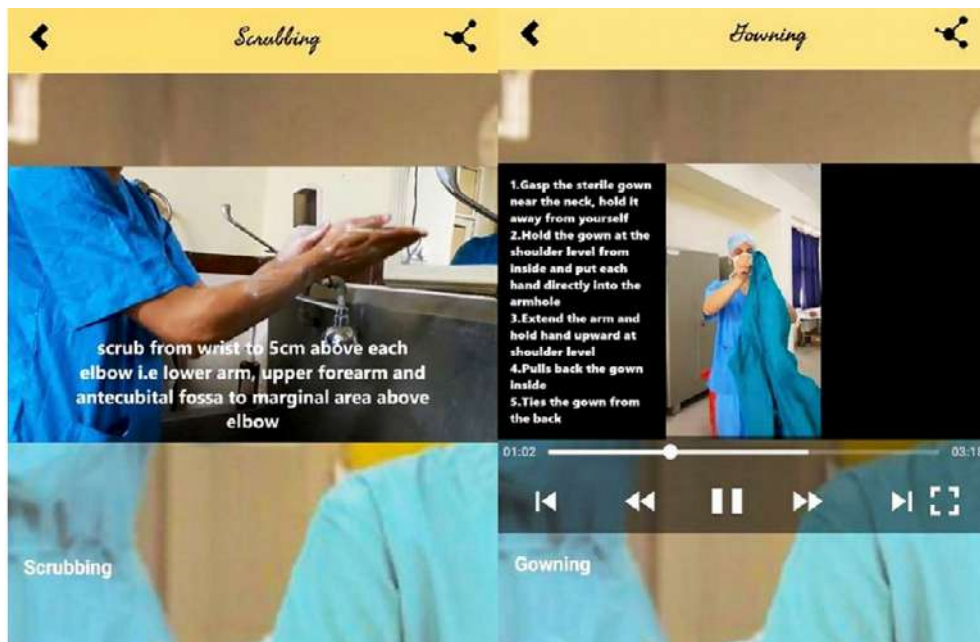 Scrubbing
scrub from wrist to 5cm above each
elbow i.e lower arm, upper forearm and
antecubital fossa to marginal area above
elbow
Scrubbing
Gowning
1.Gasp the sterile gown
near the neck, hold it
away from yourself
2.Hold the gown at the
shoulder level from
inside and put each
hand directly into the
armhole
3.Extend the arm and
hold hand upward at
shoulder level
4.Pulls back the gown
inside
5.Ties the gown from
the back
01:02
03:18
Gowning